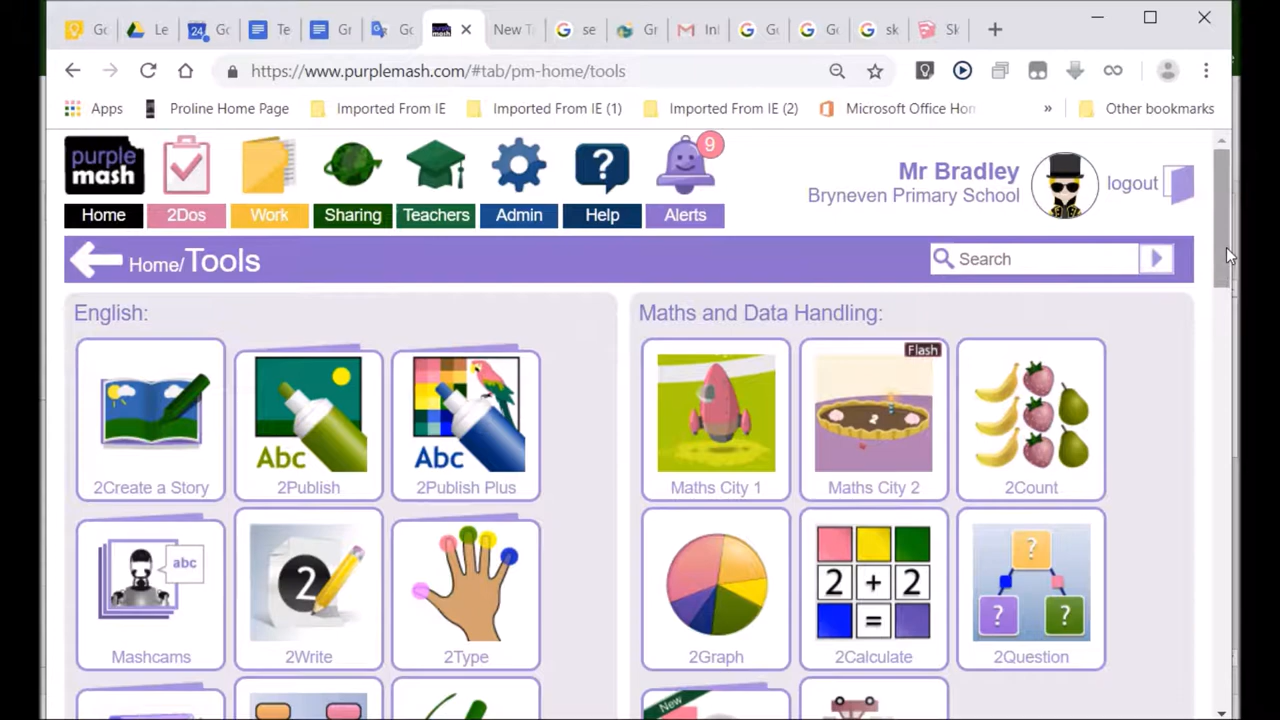 Gc
Le
24
Gc
Te
Gr
Gc
New T
se
Gr
Inl
Gc
Gc
sk
Sk
https://www.purplemash.com/#tab/pm-home/tools
Apps
Proline Home Page
Imported From IE
Imported From IE (1)
Imported From IE (2)
Microsoft Office Hom
»
Other bookmarks
purple
mash
?
9
Mr Bradley
Bryneven Primary School
logout
Home
2Dos
Work
Sharing
Teachers
Admin
Help
Alerts
Home/Tools
Search
English:
Maths and Data Handling:
Abc
Abc
Flash
2
2Create a Story
2Publish
2Publish Plus
Maths City 1
Maths City 2
2Count
abc
2
2 + 2
=
?
? ?
Mashcams
2Write
2Type
2Graph
2Calculate
2Question
New